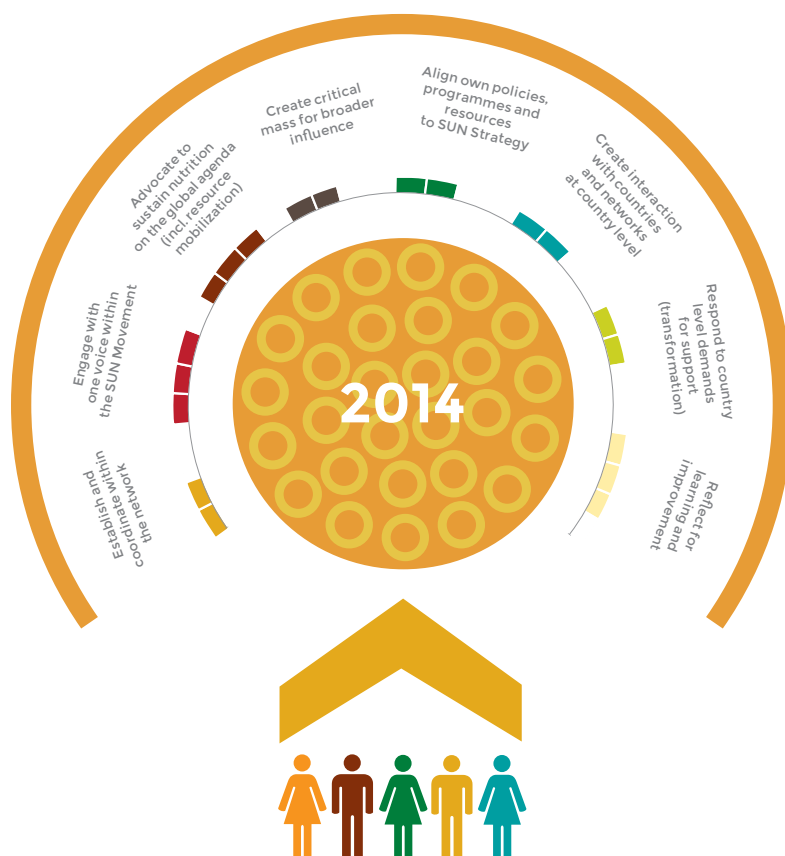 Establish and
coordinate within
the network
Engage with
one voice within
the SUN Movement
Advocate to
sustain nutrition
on the global agenda
(incl. resource
mobilization)
Create critical
mass for broader
influence
Align own policies,
programmes and
resources
to SUN Strategy
Create interaction
with countries
and networks
at country level
Respond to country
level demands
for support
(transformation)
Reflect for
learning and
improvement
2014